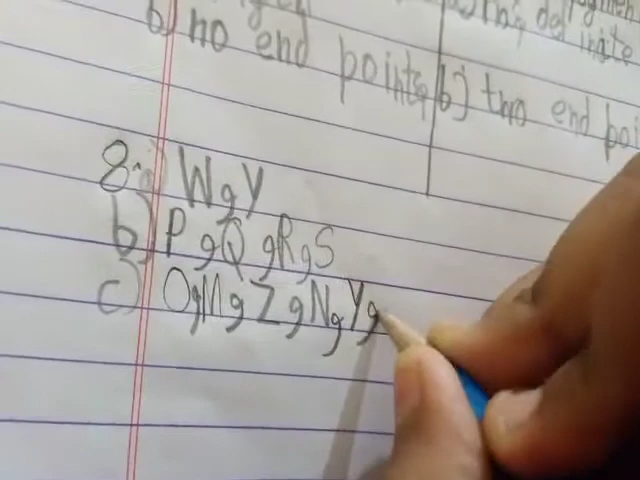 b) no end points b) two end poi
8.a) W, Y
b) P, Q, R, S
c) O, M, Z, N, Y,